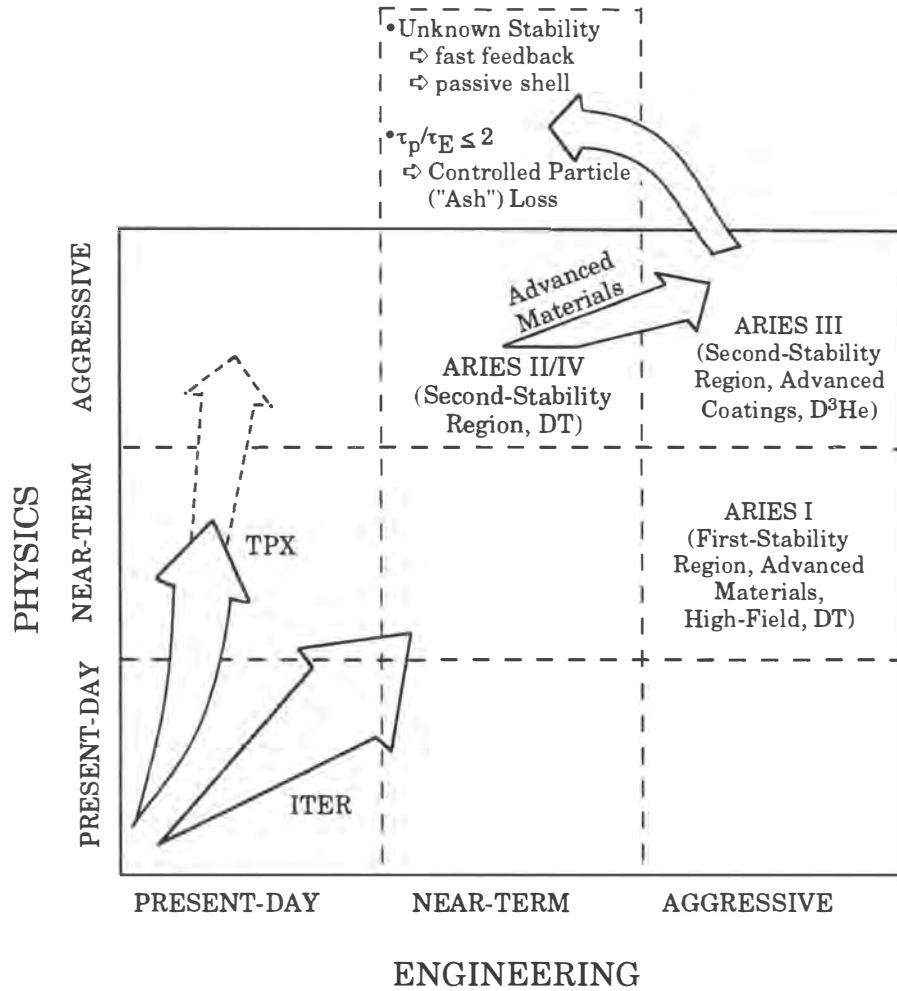 •Unknown Stability
➪ fast feedback
➪ passive shell
•τp/τE ≤ 2
➪ Controlled Particle
("Ash") Loss
Advanced
Materials
ARIES II/IV
(Second-Stability
Region, DT)
ARIES III
(Second-Stability
Region, Advanced
Coatings, D³He)
TPX
ARIES I
(First-Stability
Region, Advanced
Materials,
High-Field, DT)
ITER
PHYSICS
AGGRESSIVE
NEAR-TERM
PRESENT-DAY
PRESENT-DAY
NEAR-TERM
AGGRESSIVE
ENGINEERING